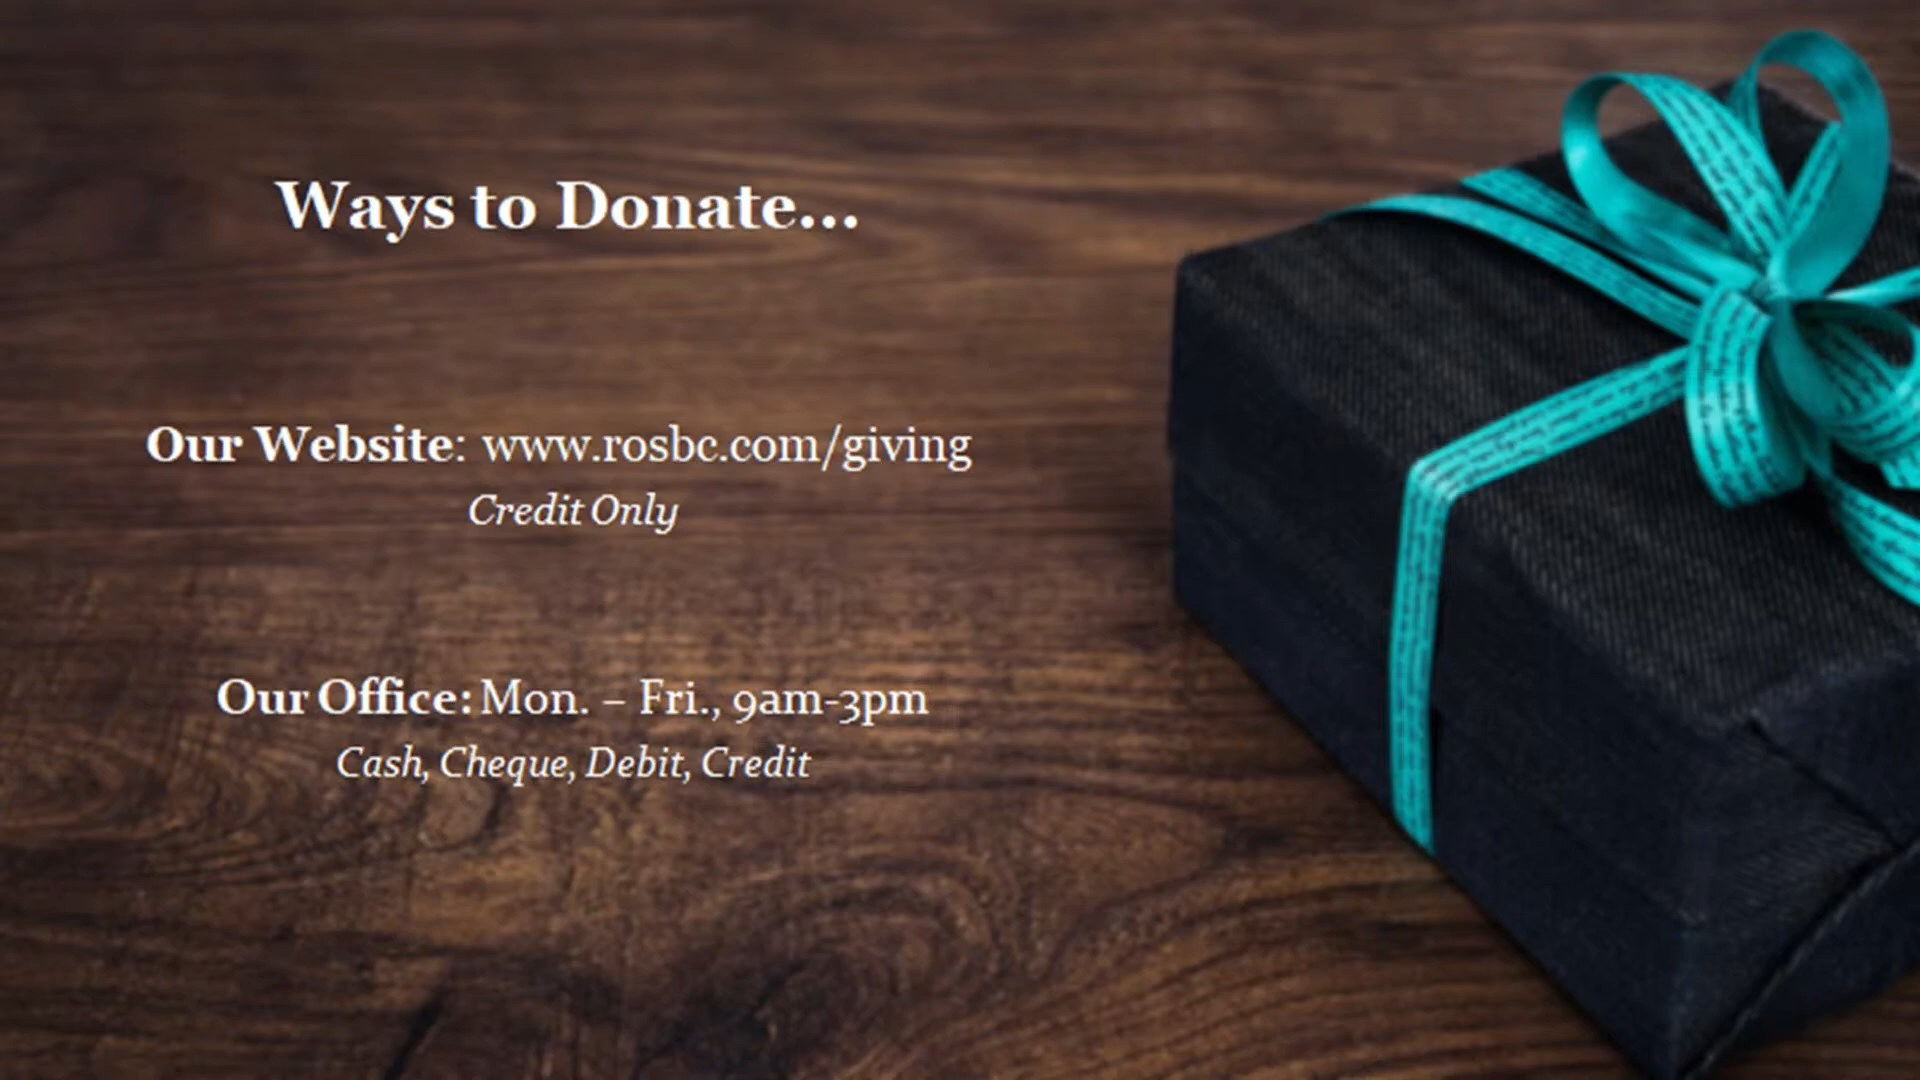 Ways to Donate...
Our Website: www.rosbc.com/giving
Credit Only
Our Office: Mon. – Fri., 9am-3pm
Cash, Cheque, Debit, Credit